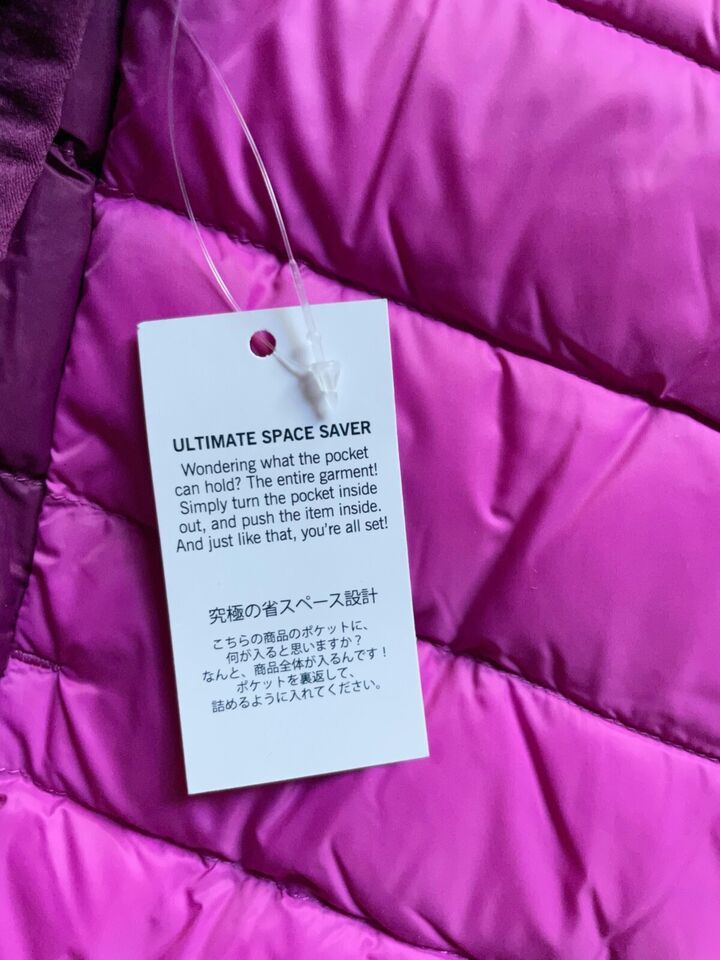 ULTIMATE SPACE SAVER
Wondering what the pocket
can hold? The entire garment!
Simply turn the pocket inside
out, and push the item inside.
And just like that, you're all set!
究極の省スペース設計
こちらの商品のポケットに、
何が入ると思いますか？
なんと、商品全体が入るんです！
ポケットを裏返して、
詰めるように入れてください。